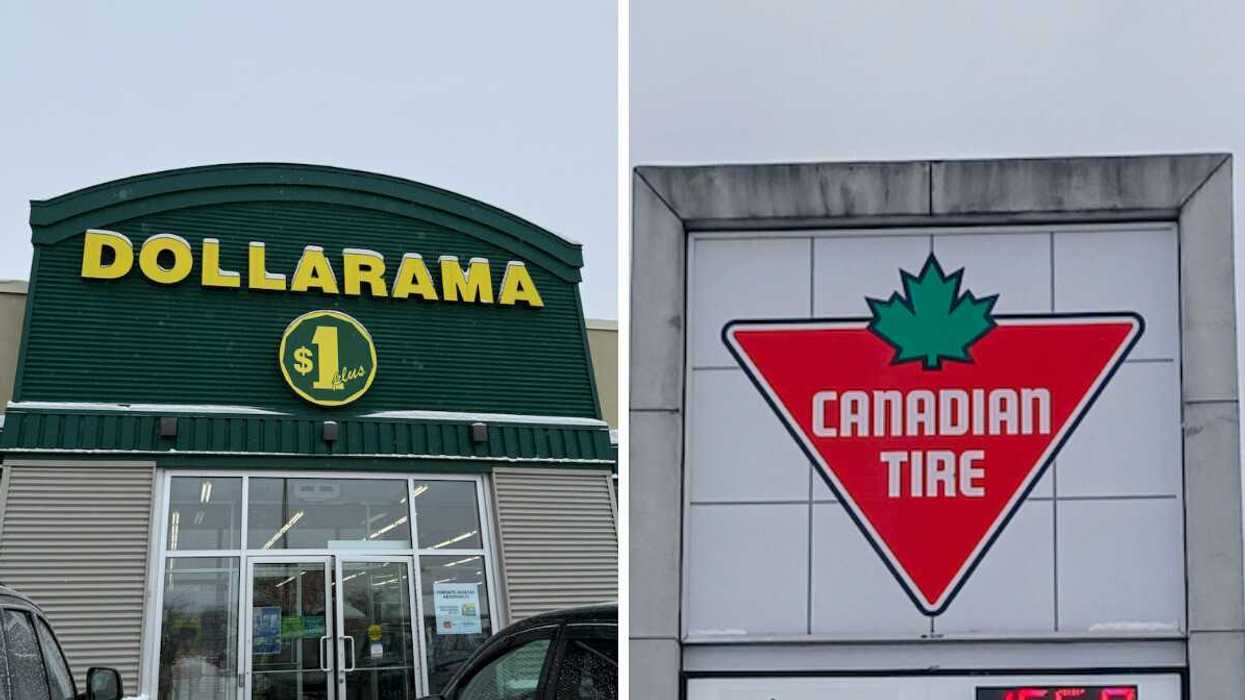 DOLLARAMA
$1 plus
CANADIAN
TIRE